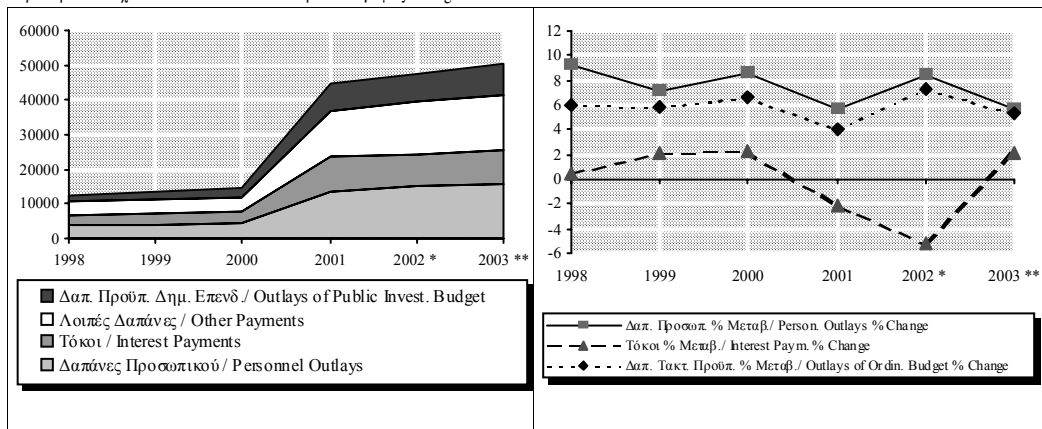 60000
50000
40000
30000
20000
10000
0
1998 1999 2000 2001 2002 * 2003 **
Δαπ. Προϋπ. Δημ. Επενδ./ Outlays of Public Invest. Budget
Λοιπές Δαπάνες / Other Payments
Τόκοι / Interest Payments
Δαπάνες Προσωπικού / Personnel Outlays
12
10
8
6
4
2
0
-2
-4
-6
1998 1999 2000 2001 2002 * 2003 **
Δαπ. Προσωπ. % Μεταβ./ Person. Outlays % Change
Τόκοι % Μεταβ./ Interest Paym. % Change
Δαπ. Τακτ. Προϋπ. % Μεταβ./ Outlays of Ordin. Budget % Change